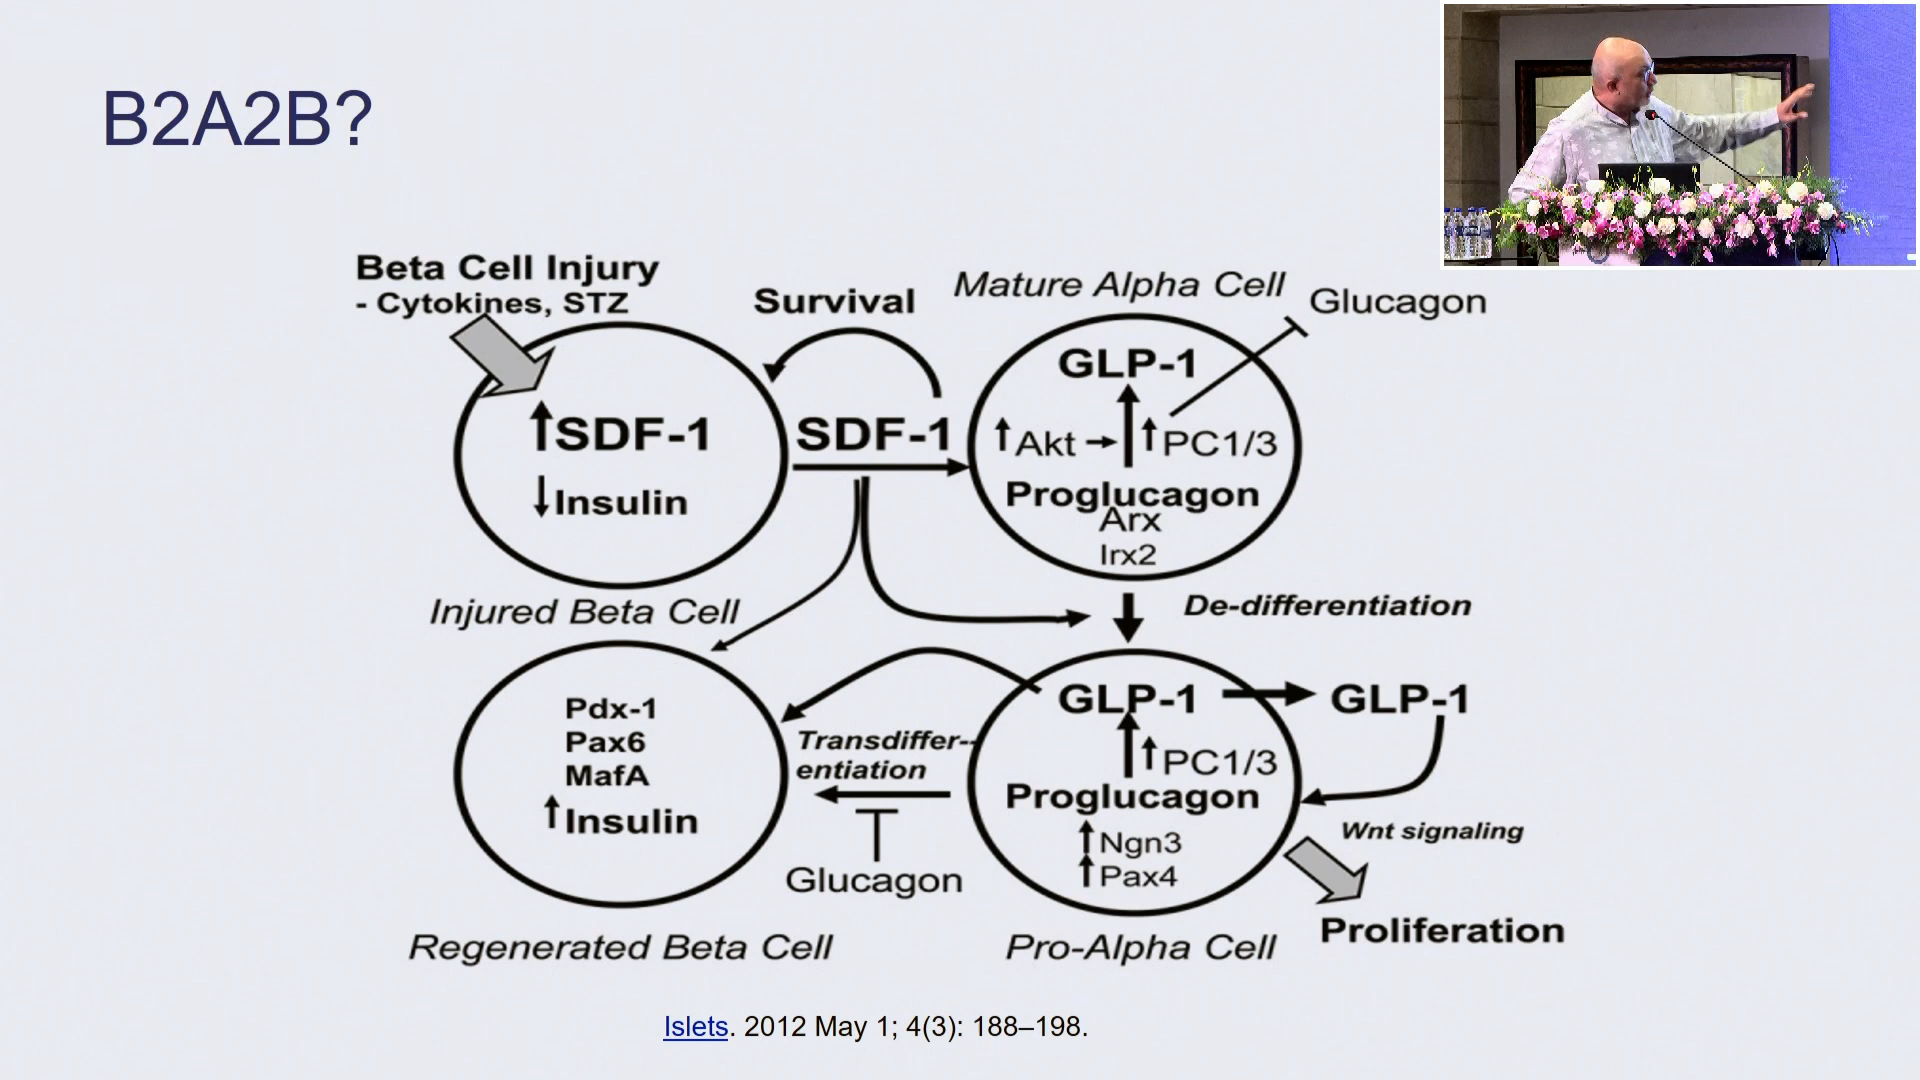 B2A2B?
Beta Cell Injury
- Cytokines, STZ
↑SDF-1
↓Insulin
Injured Beta Cell
Survival
SDF-1
Mature Alpha Cell
Glucagon
GLP-1
↑Akt → ↑PC1/3
Proglucagon
Arx
Irx2
De-differentiation
GLP-1
GLP-1
↑PC1/3
Proglucagon
↑Ngn3
↑Pax4
Pro-Alpha Cell
Wnt signaling
Proliferation
Transdiffer-
entiation
Glucagon
Pdx-1
Pax6
MafA
↑Insulin
Regenerated Beta Cell
Islets. 2012 May 1; 4(3): 188–198.